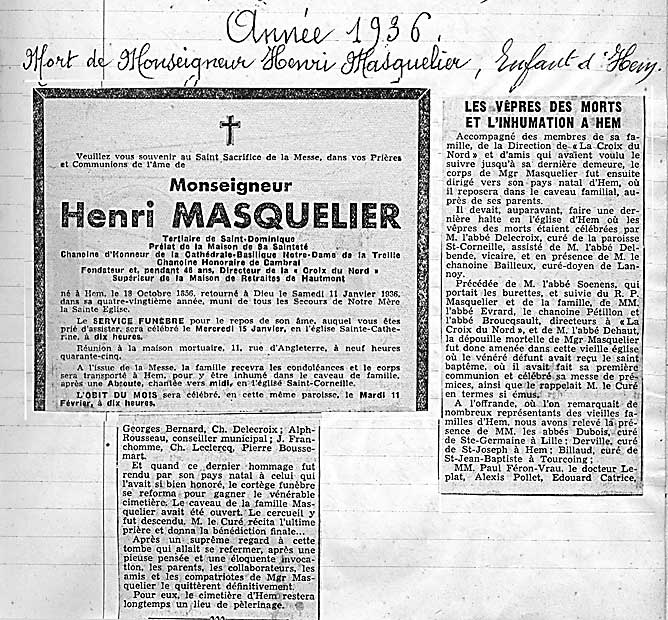 Année 1936.
Mort de Monseigneur Henri Masquelier, Enfant d'Hem.
Veuillez vous souvenir au Saint Sacrifice de la Messe, dans vos Prières
et Communions de l'âme de
Monseigneur
Henri MASQUELIER
Tertiaire de Saint-Dominique
Prélat de la Maison de Sa Sainteté
Chanoine d'Honneur de la Cathédrale-Basilique Notre-Dame de la Treille
Chanoine Honoraire de Cambrai
Fondateur et, pendant 46 ans, Directeur de la « Croix du Nord »
Supérieur de la Maison de Retraites de Hautmont
né à Hem, le 13 Octobre 1856, retourné à Dieu le Samedi 11 Janvier 1936,
dans sa quatre-vingtième année, muni de tous les Secours de Notre Mère
la Sainte Eglise.
Le SERVICE FUNÈBRE pour le repos de son âme, auquel vous êtes
prié d'assister, sera célébré le Mercredi 15 Janvier, en l'église Sainte-Cathe-
rine, à dix heures.
Réunion à la maison mortuaire, 11, rue d'Angleterre, à neuf heures
quarante-cinq.
A l'issue de la Messe, la famille recevra les condoléances et le corps
sera transporté à Hem, pour y être inhumé dans le caveau de famille,
après une Absoute, chantée vers midi, en l'église Saint-Corneille.
L'OBIT DU MOIS sera célébré, en cette même paroisse, le Mardi 11
Février, à dix heures.
LES VÊPRES DES MORTS
ET L'INHUMATION A HEM
Accompagné des membres de sa fa-
mille, de la Direction de « La Croix du
Nord » et d'amis qui avaient voulu le
suivre jusqu'à sa dernière demeure, le
corps de Mgr Masquelier fut ensuite
dirigé vers son pays natal d'Hem, où
il reposera dans le caveau familial, au-
près de ses parents.
Il devait, auparavant, faire une der-
nière halte en l'église d'Hem où les
vêpres des morts étaient célébrées par
M. l'abbé Delecroix, curé de la paroisse
St-Corneille, assisté de M. l'abbé Del-
bende, vicaire, et en présence de M. le
chanoine Bailleux, curé-doyen de Lan-
noy.
Précédée de M. l'abbé Soenens, qui
portait les burettes, et suivie du R. P.
Masquelier et de la famille, de MM.
l'abbé Evrard, le chanoine Pétillon et
l'abbé Broucqsault, directeurs à « La
Croix du Nord », et de M. l'abbé Dehaut,
la dépouille mortelle de Mgr Masquelier
fut donc amenée dans cette vieille église
où le vénéré défunt avait reçu le saint
baptême, où il avait fait sa première
communion et célébré sa messe de pré-
mices, ainsi que le rappelait M. le Curé
en termes si émus.
A l'offrande, où l'on remarquait de
nombreux représentants des vieilles
familles d'Hem, nous avons relevé la pré-
sence de MM. les abbés Dubois, curé
de Ste-Germaine à Lille ; Derville, curé
de St-Joseph à Hem ; Billaud, curé de
St-Jean-Baptiste à Tourcoing ;
MM. Paul Féron-Vrau, le docteur Le-
plat, Alexis Pollet, Edouard Catrice,
Georges Bernard, Ch. Delecroix ; Alph-
Rousseau, conseiller municipal ; J. Fran-
chomme, Ch. Leclercq, Pierre Bousse-
mart.
Et quand ce dernier hommage fut
rendu par son pays natal à celui qui
l'avait si bien honoré, le cortège funèbre
se reforma pour gagner le vénérable
cimetière. Le caveau de la famille Mas-
quelier avait été ouvert. Le cercueil y
fut descendu, M. le Curé récita l'ultime
prière et donna la bénédiction finale...
Après un suprême regard à cette
tombe qui allait se refermer, après une
pieuse pensée et une éloquente invoca-
tion, les parents, les collaborateurs, les
amis et les compatriotes de Mgr Mas-
quelier le quittèrent définitivement.
Pour eux, le cimetière d'Hem restera
longtemps un lieu de pèlerinage.